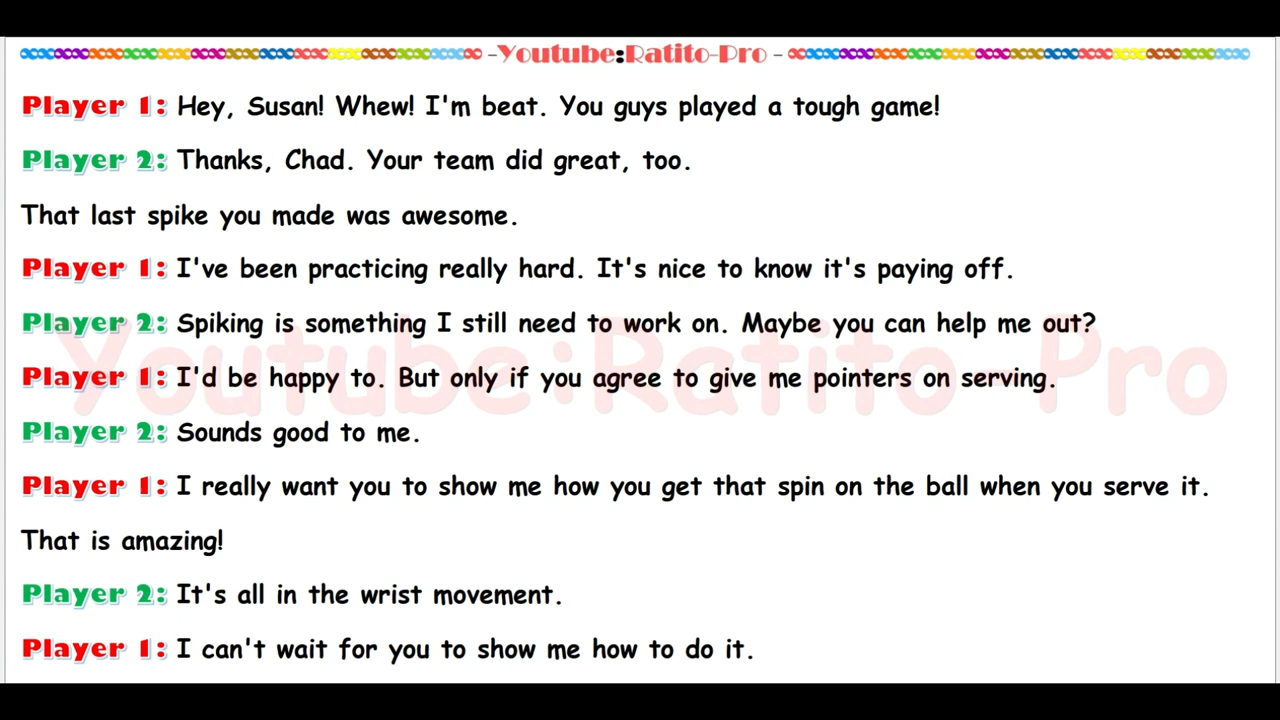 -Youtube:Ratito-Pro -
Player 1: Hey, Susan! Whew! I'm beat. You guys played a tough game!
Player 2: Thanks, Chad. Your team did great, too.
That last spike you made was awesome.
Player 1: I've been practicing really hard. It's nice to know it's paying off.
Player 2: Spiking is something I still need to work on. Maybe you can help me out?
Youtube:Ratito-Pro
Player 1: I'd be happy to. But only if you agree to give me pointers on serving.
Player 2: Sounds good to me.
Player 1: I really want you to show me how you get that spin on the ball when you serve it.
That is amazing!
Player 2: It's all in the wrist movement.
Player 1: I can't wait for you to show me how to do it.